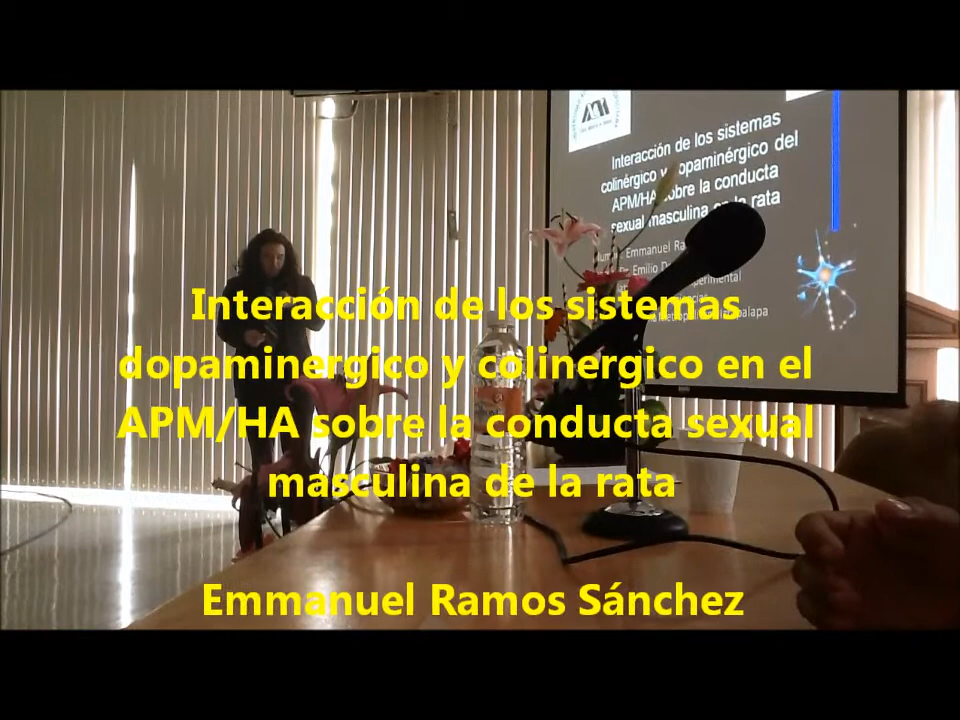 Interacción de los sistemas
colinérgico y dopaminérgico del
APM/HA sobre la conducta
sexual masculina en la rata
Emmanuel
Emilio
Interacción de los sistemas
dopaminergico y colinergico en el
APM/HA sobre la conducta sexual
masculina de la rata
Emmanuel Ramos Sánchez